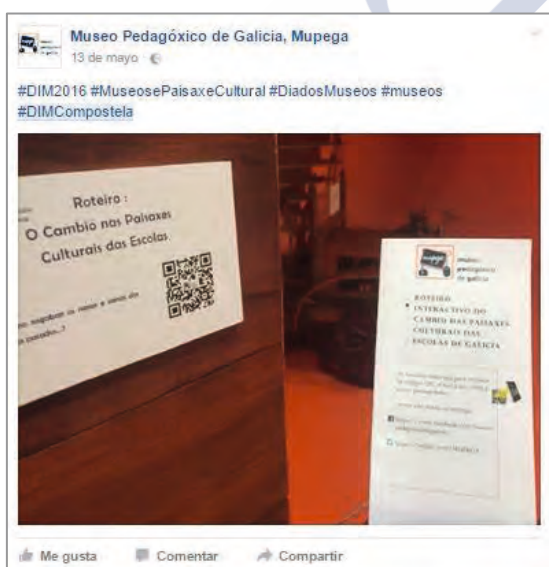 Museo Pedagóxico de Galicia, Mupega
13 de mayo
#DIM2016 #MuseosePaisaxeCultural #DiadosMuseos #museos
#DIMCompostela
Roteiro :
O Cambio nas Paisaxes
Culturais das Escolas
mupega
museo
pedagóxico
de galicia
ROTEIRO
INTERACTIVO DO
CAMBIO DAS PAISAXES
CULTURAIS DAS
ESCOLAS DE GALICIA
Me gusta
Comentar
Compartir